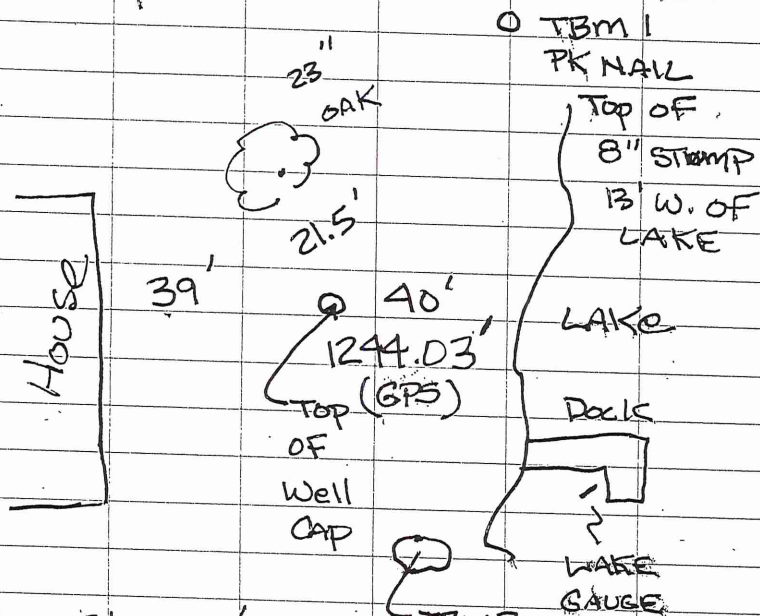 TBM 1
PK NAIL
Top OF
8" STUMP
13' W. OF
LAKE
23"
OAK
21.5'
House
39'
40'
1244.03'
(GPS)
Top
OF
Well
CAP
LAKe
Dock
LAKE
GAUGE